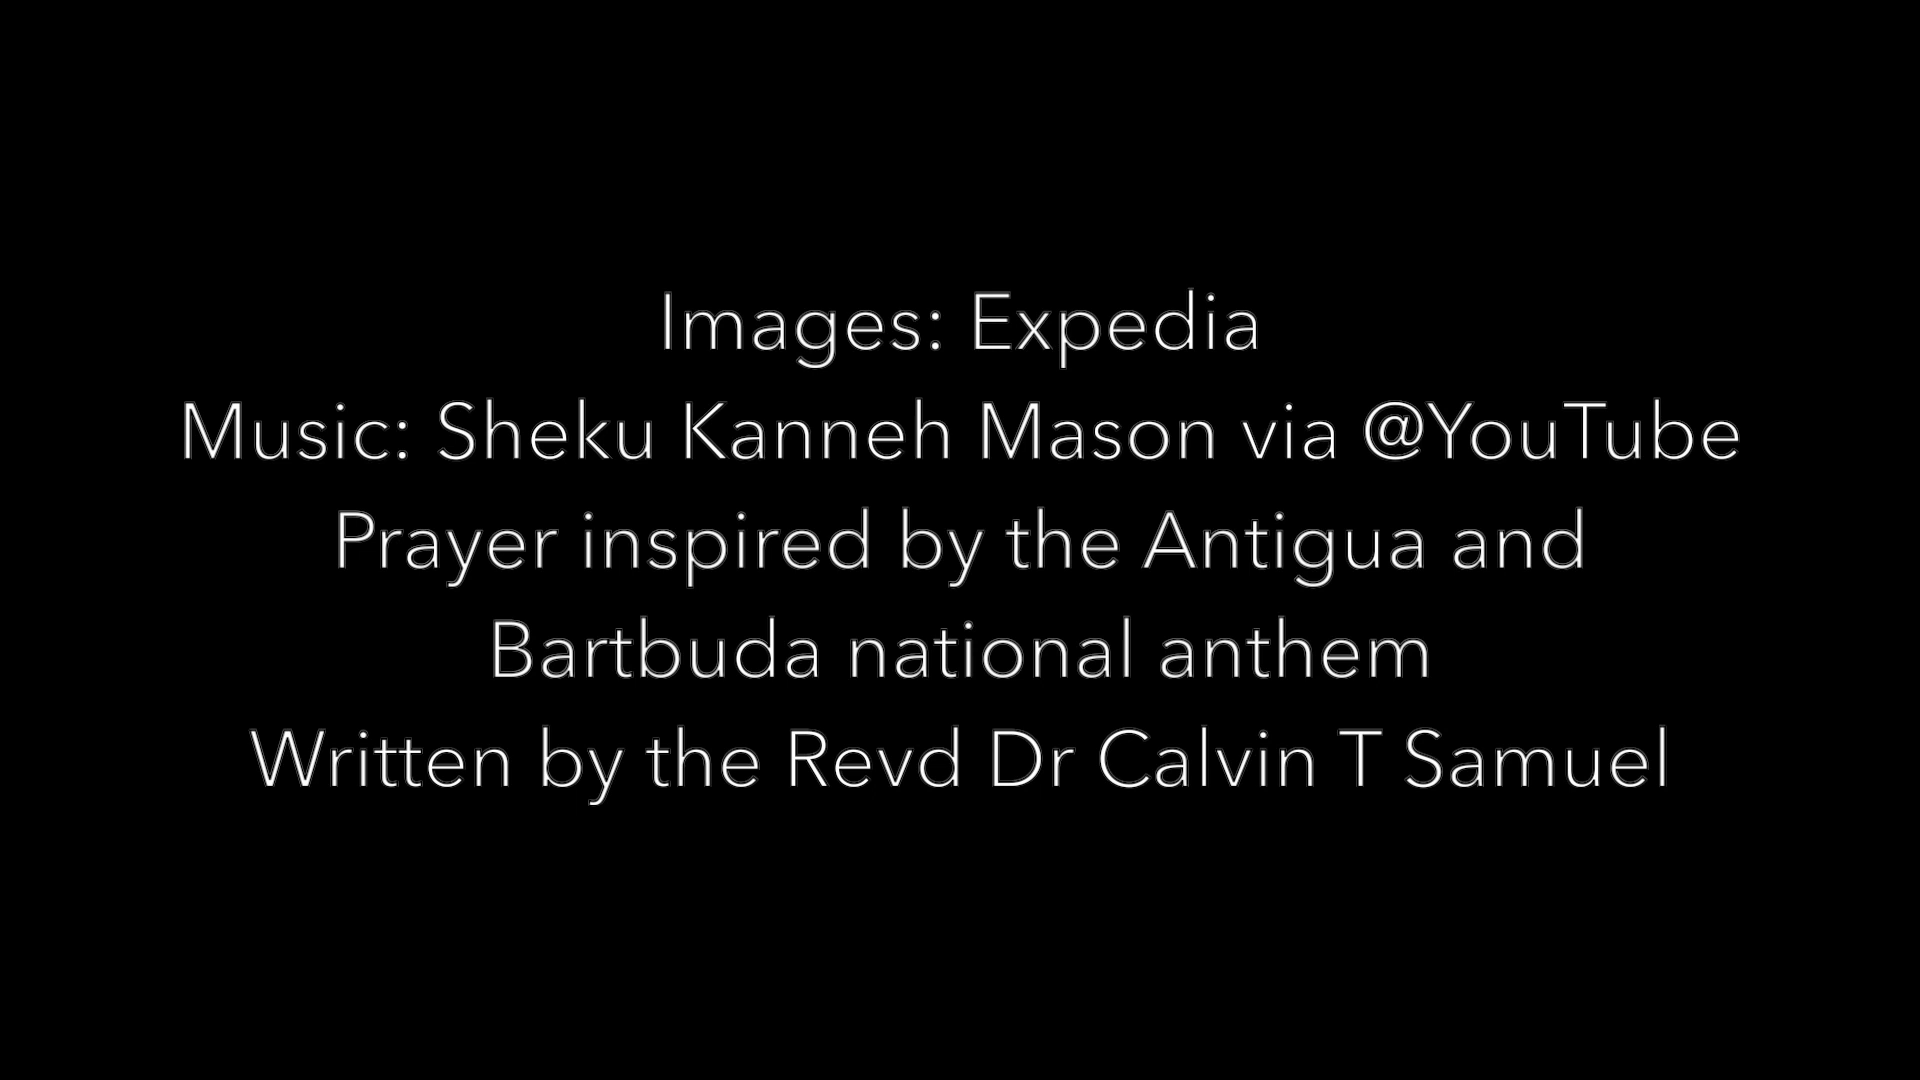 Images: Expedia
Music: Sheku Kanneh Mason via @YouTube
Prayer inspired by the Antigua and
Bartbuda national anthem
Written by the Revd Dr Calvin T Samuel